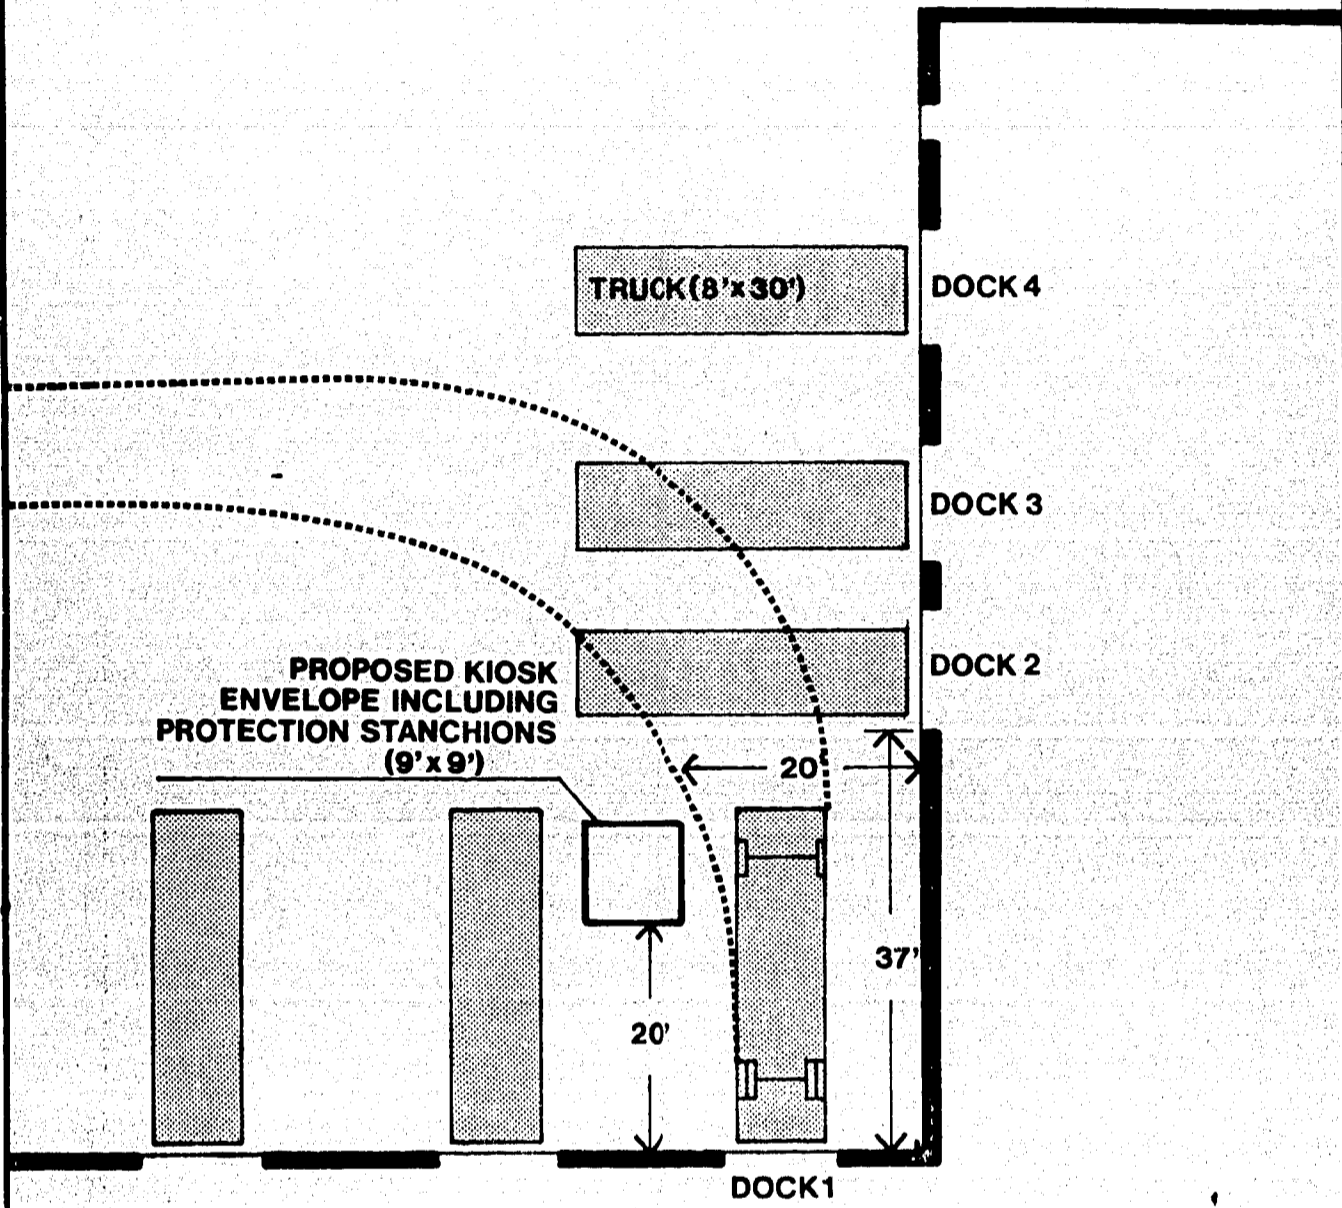 TRUCK(8'x30')
DOCK 4
DOCK 3
DOCK 2
PROPOSED KIOSK
ENVELOPE INCLUDING
PROTECTION STANCHIONS
(9'x9')
20'
37'
20'
DOCK1